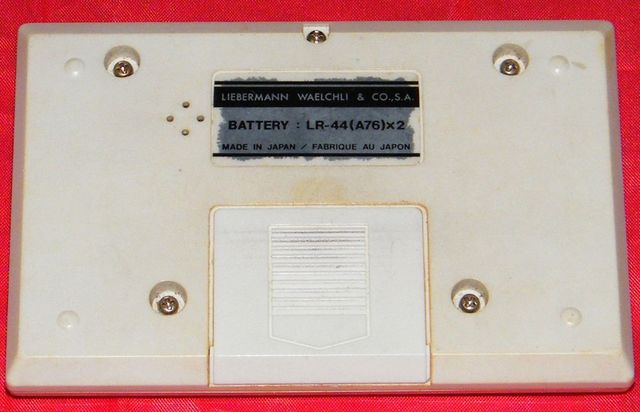 LIEBERMANN WAELCHLI & CO.,S.A.
BATTERY : LR-44(A76)×2
MADE IN JAPAN / FABRIQUE AU JAPON